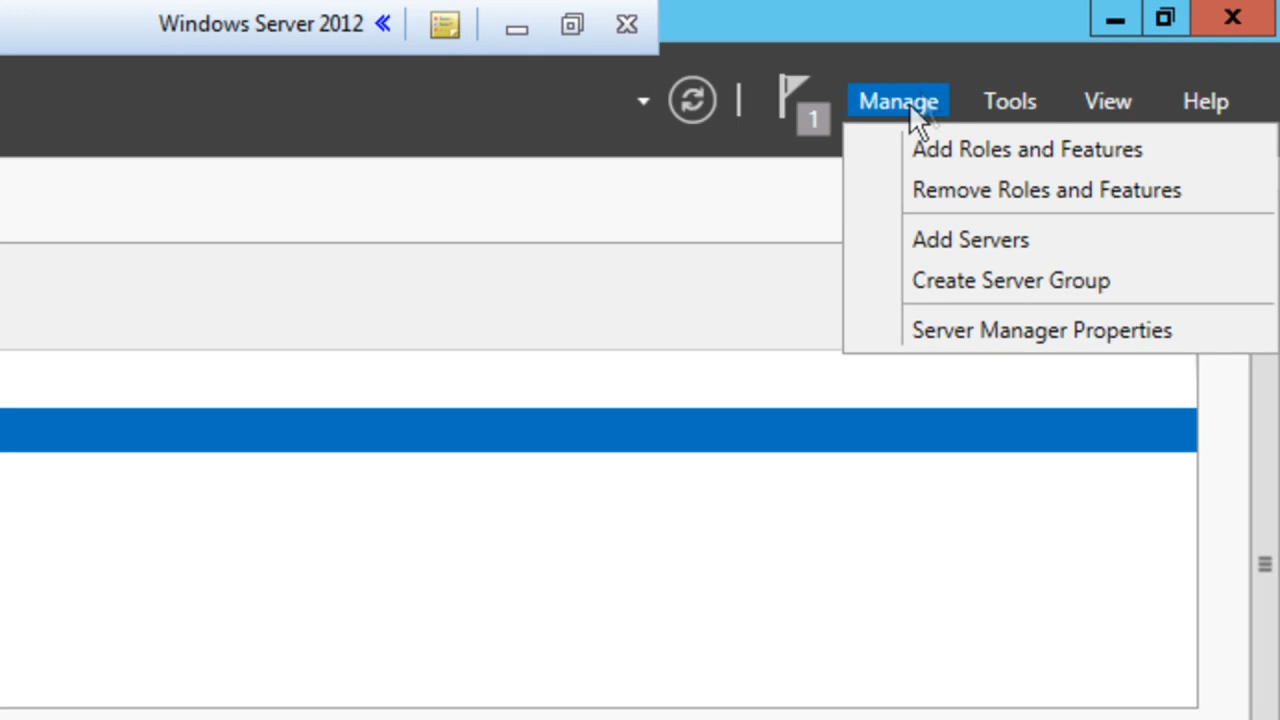 Windows Server 2012
1
Manage Tools View Help
Add Roles and Features
Remove Roles and Features
Add Servers
Create Server Group
Server Manager Properties